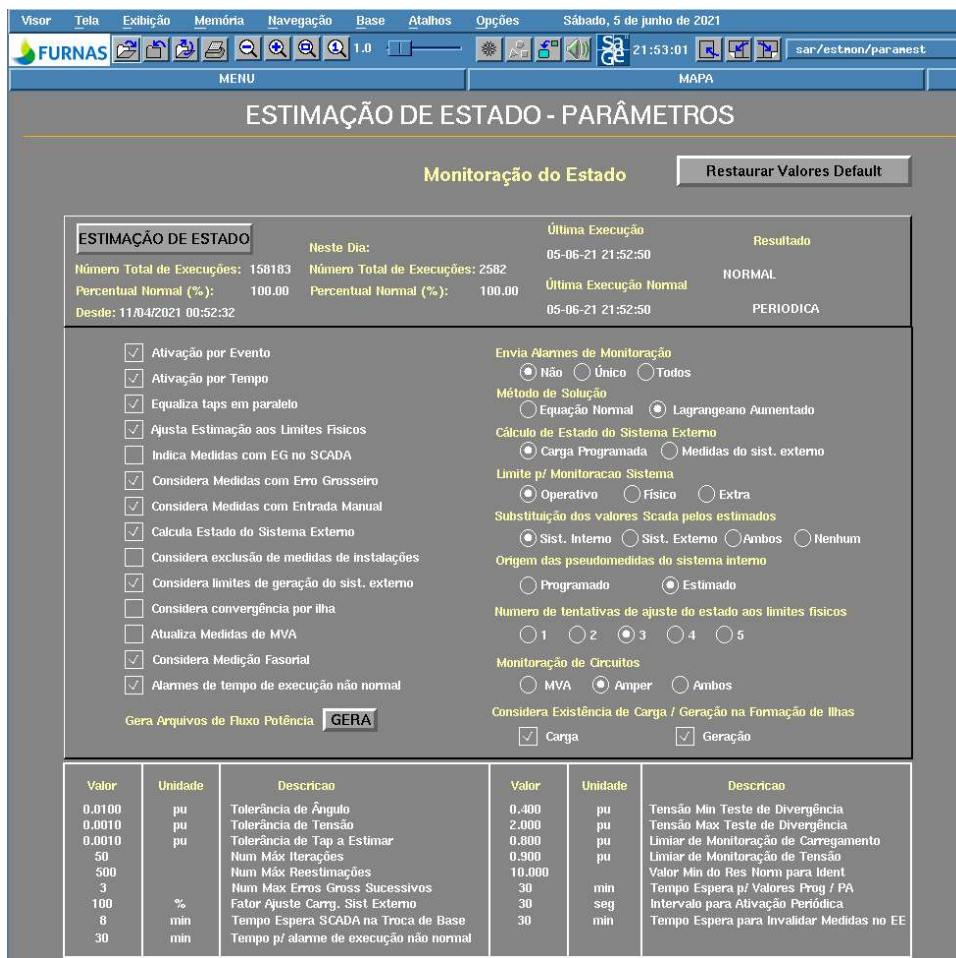 Visor Tela Exibição Memória Navegação Base Atalhos Opções Sábado, 5 de junho de 2021
FURNAS 1.0 SaGE 21:53:01 sar/estmon/paramest
MENU MAPA
ESTIMAÇÃO DE ESTADO - PARÂMETROS
Monitoração do Estado Restaurar Valores Default
ESTIMAÇÃO DE ESTADO Neste Dia: Última Execução Resultado
05-06-21 21:52:50
Número Total de Execuções: 158183 Número Total de Execuções: 2582 NORMAL
Percentual Normal (%): 100.00 Percentual Normal (%): 100.00 Última Execução Normal
Desde: 11/04/2021 00:52:32 05-06-21 21:52:50 PERIODICA
Ativação por Evento
Ativação por Tempo
Equaliza taps em paralelo
Ajusta Estimação aos Limites Fisicos
Indica Medidas com EG no SCADA
Considera Medidas com Erro Grosseiro
Considera Medidas com Entrada Manual
Calcula Estado do Sistema Externo
Considera exclusão de medidas de instalações
Considera limites de geração do sist. externo
Considera convergência por ilha
Atualiza Medidas de MVA
Considera Medição Fasorial
Alarmes de tempo de execução não normal
Gera Arquivos de Fluxo Potência GERA
Envia Alarmes de Monitoração
Não Único Todos
Método de Solução
Equação Normal Lagrangeano Aumentado
Cálculo de Estado do Sistema Externo
Carga Programada Medidas do sist. externo
Limite p/ Monitoracao Sistema
Operativo Físico Extra
Substituição dos valores Scada pelos estimados
Sist. Interno Sist. Externo Ambos Nenhum
Origem das pseudomedidas do sistema interno
Programado Estimado
Numero de tentativas de ajuste do estado aos limites fisicos
1 2 3 4 5
Monitoração de Circuitos
MVA Amper Ambos
Considera Existência de Carga / Geração na Formação de Ilhas
Carga Geração
Valor Unidade Descricao
0.0100 pu Tolerância de Ângulo
0.0010 pu Tolerância de Tensão
0.0010 pu Tolerância de Tap a Estimar
50 Num Máx Iterações
500 Num Máx Reestimações
3 Num Max Erros Gross Sucessivos
100 % Fator Ajuste Carrg. Sist Externo
8 min Tempo Espera SCADA na Troca de Base
30 min Tempo p/ alarme de execução não normal
Valor Unidade Descricao
0.400 pu Tensão Min Teste de Divergência
2.000 pu Tensão Max Teste de Divergência
0.800 pu Limiar de Monitoração de Carregamento
0.900 pu Limiar de Monitoração de Tensão
10.000 Valor Min do Res Norm para Ident
30 min Tempo Espera p/ Valores Prog / PA
30 seg Intervalo para Ativação Periódica
30 min Tempo Espera para Invalidar Medidas no EE